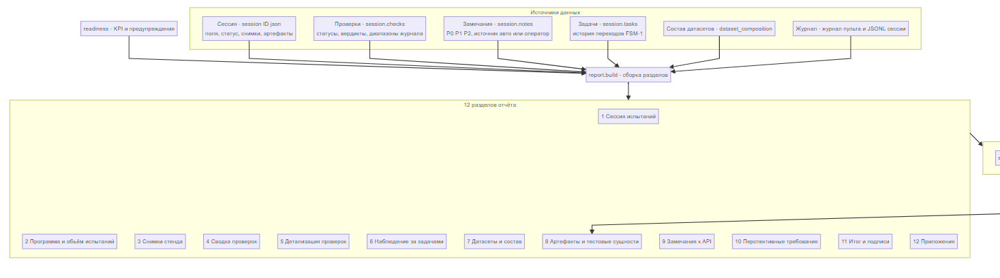 Источники данных
readiness - KPI и предупреждения
Сессия - session ID json
поля, статус, снимки, артефакты
Проверки - session.checks
статусы, вердикты, диапазоны журнала
Замечания - session.notes
P0 P1 P2, источник авто или оператор
Задачи - session.tasks
история переходов FSM-1
Состав датасетов - dataset_composition
Журнал - журнал пульта и JSONL сессии
report.build - сборка разделов
12 разделов отчёта
1 Сессия испытаний
2 Программа и объём испытаний
3 Снимки стенда
4 Сводка проверок
5 Детализация проверок
6 Наблюдение за задачами
7 Датасеты и состав
8 Артефакты и тестовые сущности
9 Замечания к API
10 Перспективные требования
11 Итог и подписи
12 Приложения